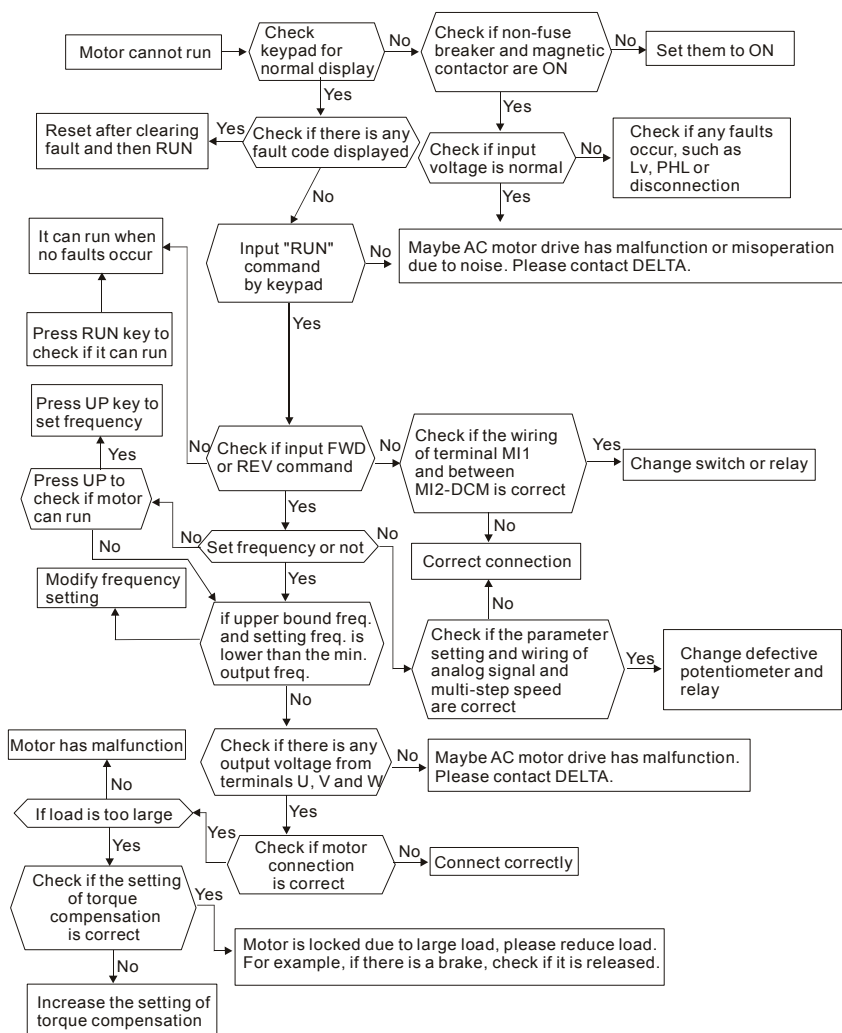 Motor cannot run
Check
keypad for
normal display
No
Check if non-fuse
breaker and magnetic
contactor are ON
No
Set them to ON
Yes
Yes
Reset after clearing
fault and then RUN
Yes
Check if there is any
fault code displayed
Check if input
voltage is normal
No
Check if any faults
occur, such as
Lv, PHL or
disconnection
No
Yes
It can run when
no faults occur
Input "RUN"
command
by keypad
No
Maybe AC motor drive has malfunction or misoperation
due to noise. Please contact DELTA.
Yes
Press RUN key to
check if it can run
Press UP key to
set frequency
No
Check if input FWD
or REV command
No
Check if the wiring
of terminal MI1
and between
MI2-DCM is correct
Yes
Change switch or relay
Yes
Press UP to
check if motor
can run
Yes
No
No
Set frequency or not
No
No
Correct connection
Modify frequency
setting
Yes
No
if upper bound freq.
and setting freq. is
lower than the min.
output freq.
Check if the parameter
setting and wiring of
analog signal and
multi-step speed
are correct
Yes
Change defective
potentiometer and
relay
No
Motor has malfunction
Check if there is any
output voltage from
terminals U, V and W
No
Maybe AC motor drive has malfunction.
Please contact DELTA.
No
Yes
If load is too large
Yes
Check if motor
connection
is correct
No
Connect correctly
Yes
Check if the setting
of torque
compensation
is correct
Yes
Motor is locked due to large load, please reduce load.
For example, if there is a brake, check if it is released.
No
Increase the setting of
torque compensation